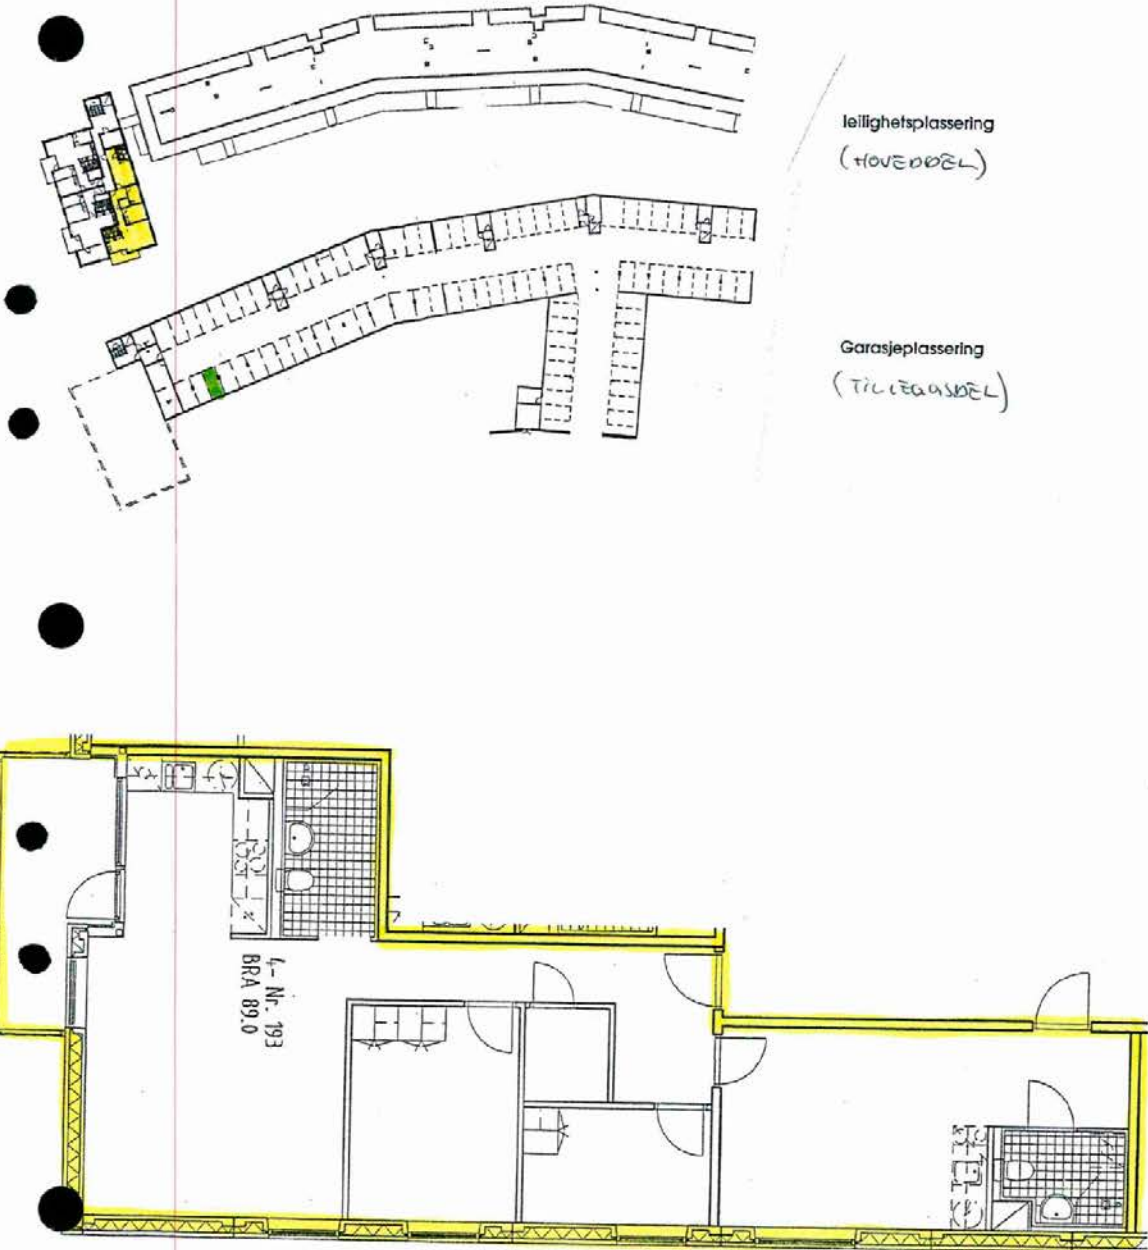 leilighetsplassering
(HOVEDDEL)
Garasjeplassering
(TILLEGGSDEL)
4- Nr. 193
BRA 89.0